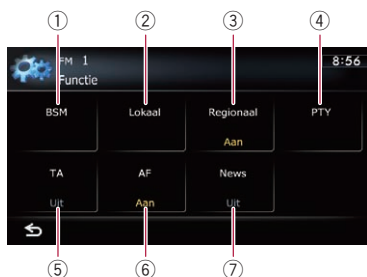 ① ② ③ ④
FM 1 8:56
Functie
BSM Lokaal Regionaal PTY
Aan
TA AF News
Uit Aan Uit
⑤ ⑥ ⑦